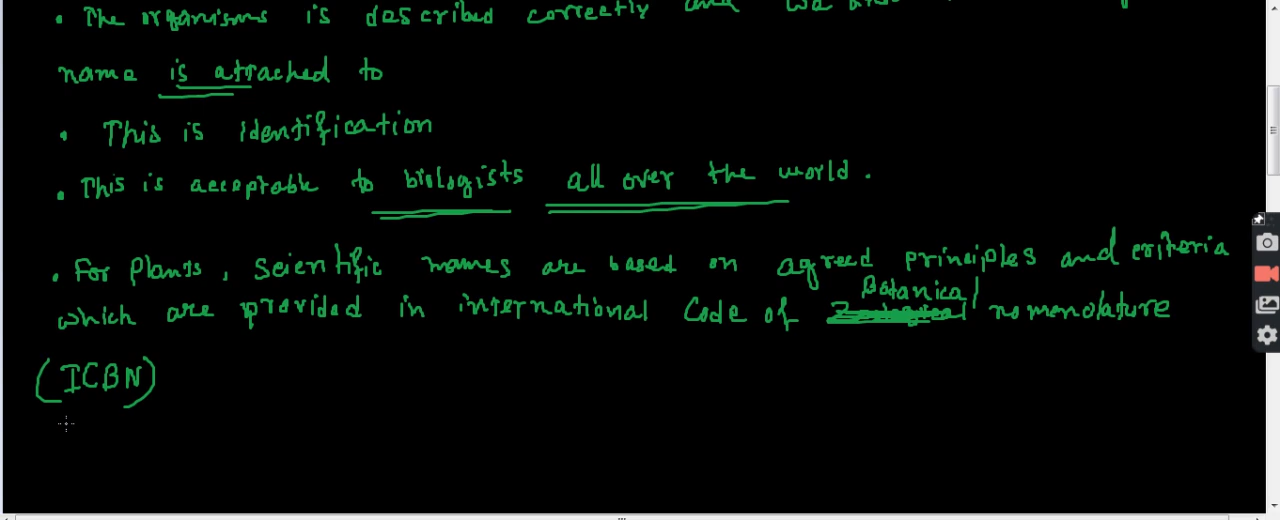 • The organisms is described correctly and
name is attached to
• This is identification
• This is acceptable to biologists all over the world.
• For Plants, scientific names are based on agreed principles and criteria
which are provided in international Code of Botanical nomenclature
(ICBN)